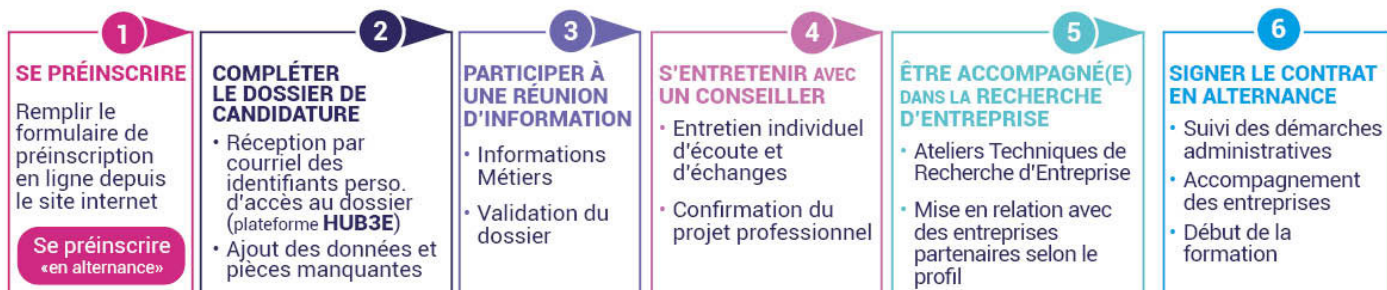 1
SE PRÉINSCRIRE
Remplir le
formulaire de
préinscription
en ligne depuis
le site internet
Se préinscrire
«en alternance»
2
COMPLÉTER
LE DOSSIER DE
CANDIDATURE
• Réception par
courriel des
identifiants perso.
d'accès au dossier
(plateforme HUB3E)
• Ajout des données et
pièces manquantes
3
PARTICIPER À
UNE RÉUNION
D'INFORMATION
• Informations
Métiers
• Validation du
dossier
4
S'ENTRETENIR AVEC
UN CONSEILLER
• Entretien individuel
d'écoute et
d'échanges
• Confirmation du
projet professionnel
5
ÊTRE ACCOMPAGNÉ(E)
DANS LA RECHERCHE
D'ENTREPRISE
• Ateliers Techniques de
Recherche d'Entreprise
• Mise en relation avec
des entreprises
partenaires selon le
profil
6
SIGNER LE CONTRAT
EN ALTERNANCE
• Suivi des démarches
administratives
• Accompagnement
des entreprises
• Début de la
formation